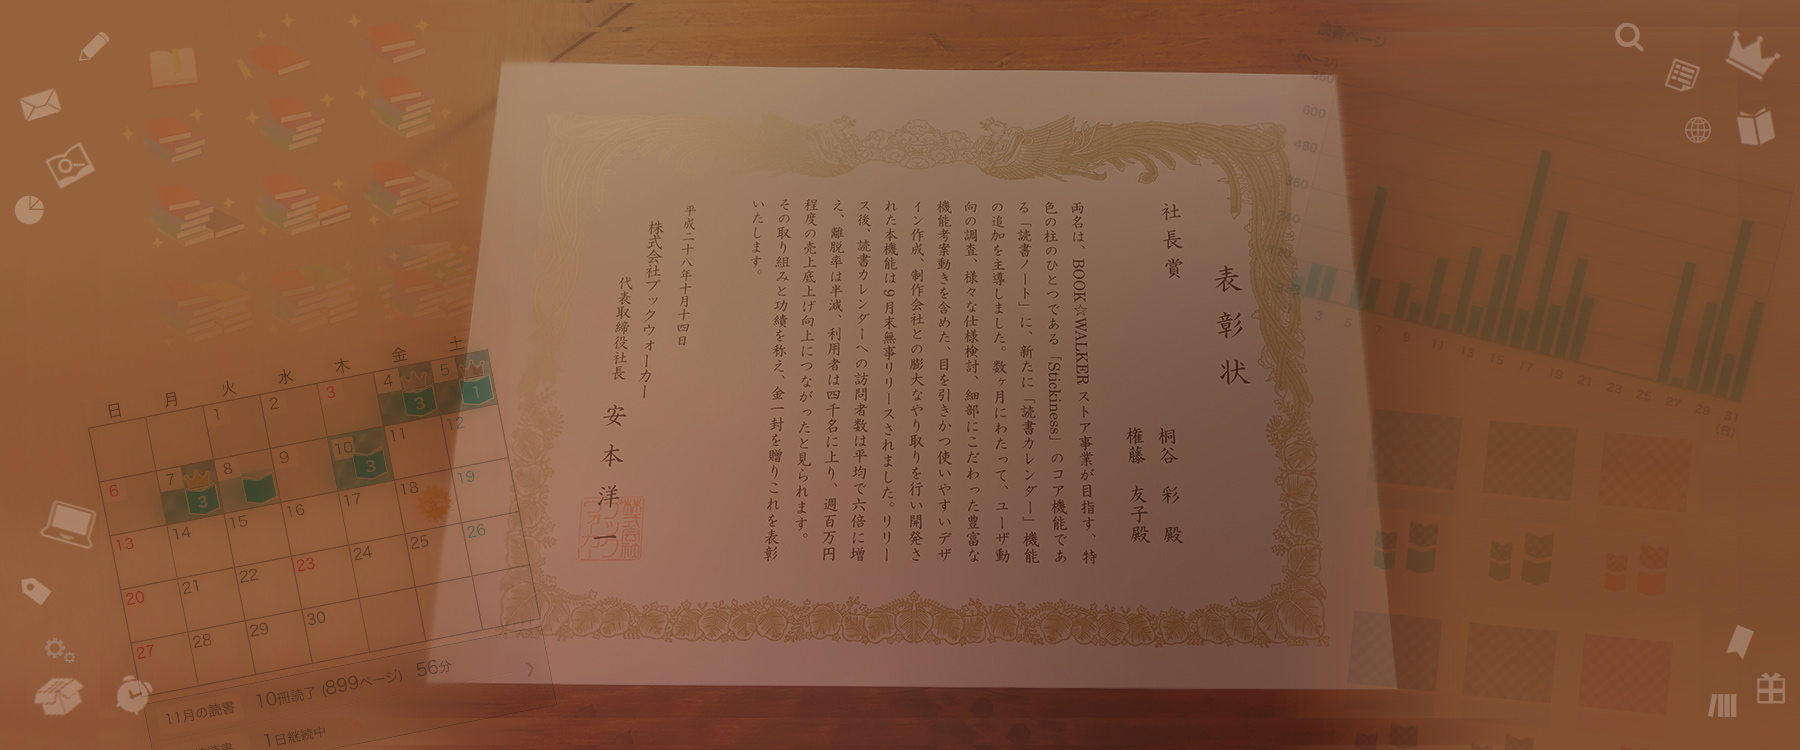 表彰状
社長賞
桐谷　彩　殿
権藤　友子殿
両名は、BOOK☆WALKERストア事業が目指す、特
色の柱のひとつである「Stickiness」のコア機能であ
る「読書ノート」に、新たに「読書カレンダー」機能
の追加を主導しました。数ヶ月にわたって、ユーザ動
向の調査、様々な仕様検討、細部にこだわった豊富な
機能考案動きを含めた、目を引きかつ使いやすいデザ
イン作成、制作会社との膨大なやり取りを行い開発さ
れた本機能は9月末無事リリースされました。リリー
ス後、読書カレンダーへの訪問者数は平均で六倍に増
え、離脱率は半減、利用者は四千名に上り、週百万円
程度の売上底上げ向上につながったと見られます。
その取り組みと功績を称え、金一封を贈りこれを表彰
いたします。
平成二十八年十月十四日
株式会社ブックウォーカー
代表取締役社長　安本洋一
日 月 火 水 木 金 土
1 2 3 4 5
3 1
6 7 8 9 10 11 12
3 3
13 14 15 16 17 18 19
20 21 22 23 24 25 26
27 28 29 30
11月の読書 10冊読了 (899ページ) 56分
1日継続中
読書ページ
(ページ)
600
480
360
240
3 5 7 9 11 13 15 17 19 21 23 25 27 29 31
(日)